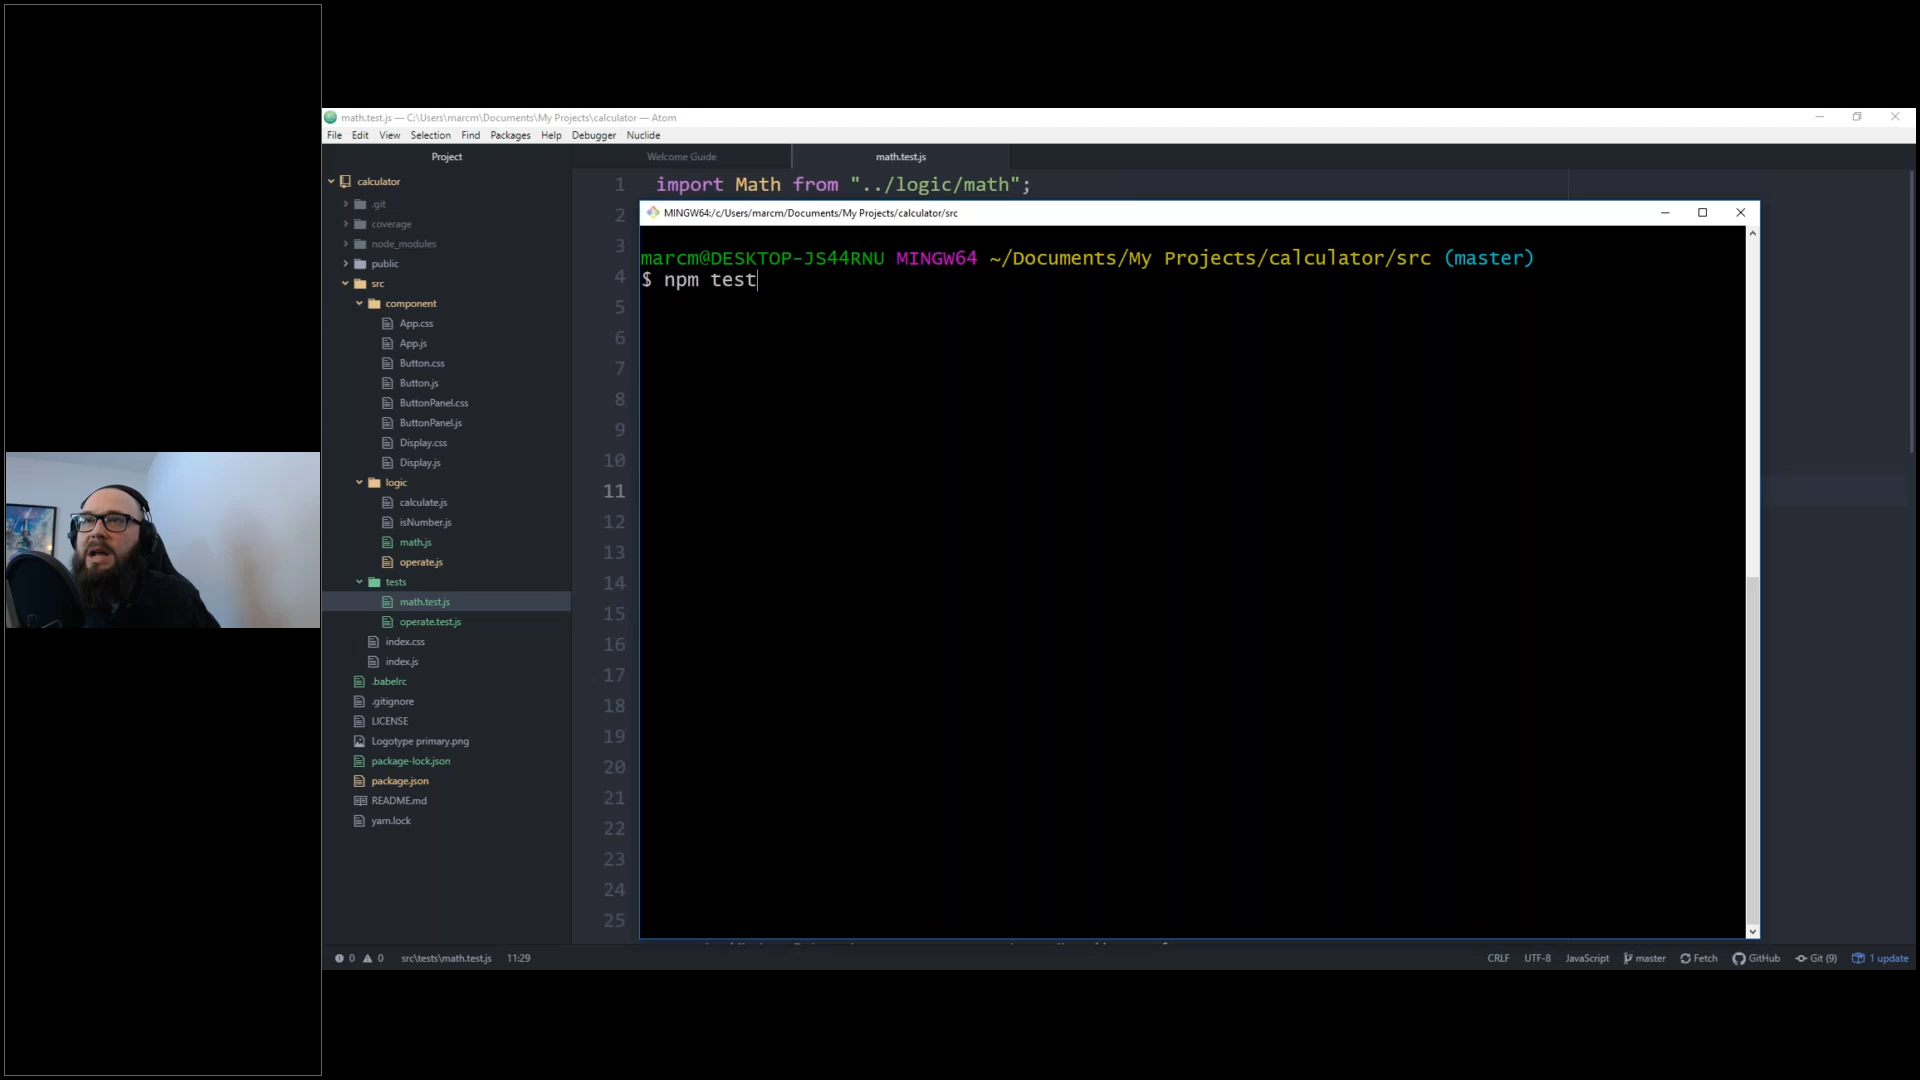 math.test.js — C:\Users\marcm\Documents\My Projects\calculator — Atom
File Edit View Selection Find Packages Help Debugger Nuclide
Project
Welcome Guide
math.test.js
calculator
.git
coverage
node_modules
public
src
component
App.css
App.js
Button.css
Button.js
ButtonPanel.css
ButtonPanel.js
Display.css
Display.js
logic
calculate.js
isNumber.js
math.js
operate.js
tests
math.test.js
operate.test.js
index.css
index.js
.babelrc
.gitignore
LICENSE
Logotype primary.png
package-lock.json
package.json
README.md
yarn.lock
1 import Math from "../logic/math";
2
3
4
5
6
7
8
9
10
11
12
13
14
15
16
17
18
19
20
21
22
23
24
25
MINGW64:/c/Users/marcm/Documents/My Projects/calculator/src
marcm@DESKTOP-JS44RNU MINGW64 ~/Documents/My Projects/calculator/src (master)
$ npm test
0 0 src\tests\math.test.js 11:29
CRLF UTF-8 JavaScript master Fetch GitHub Git (9) 1 update